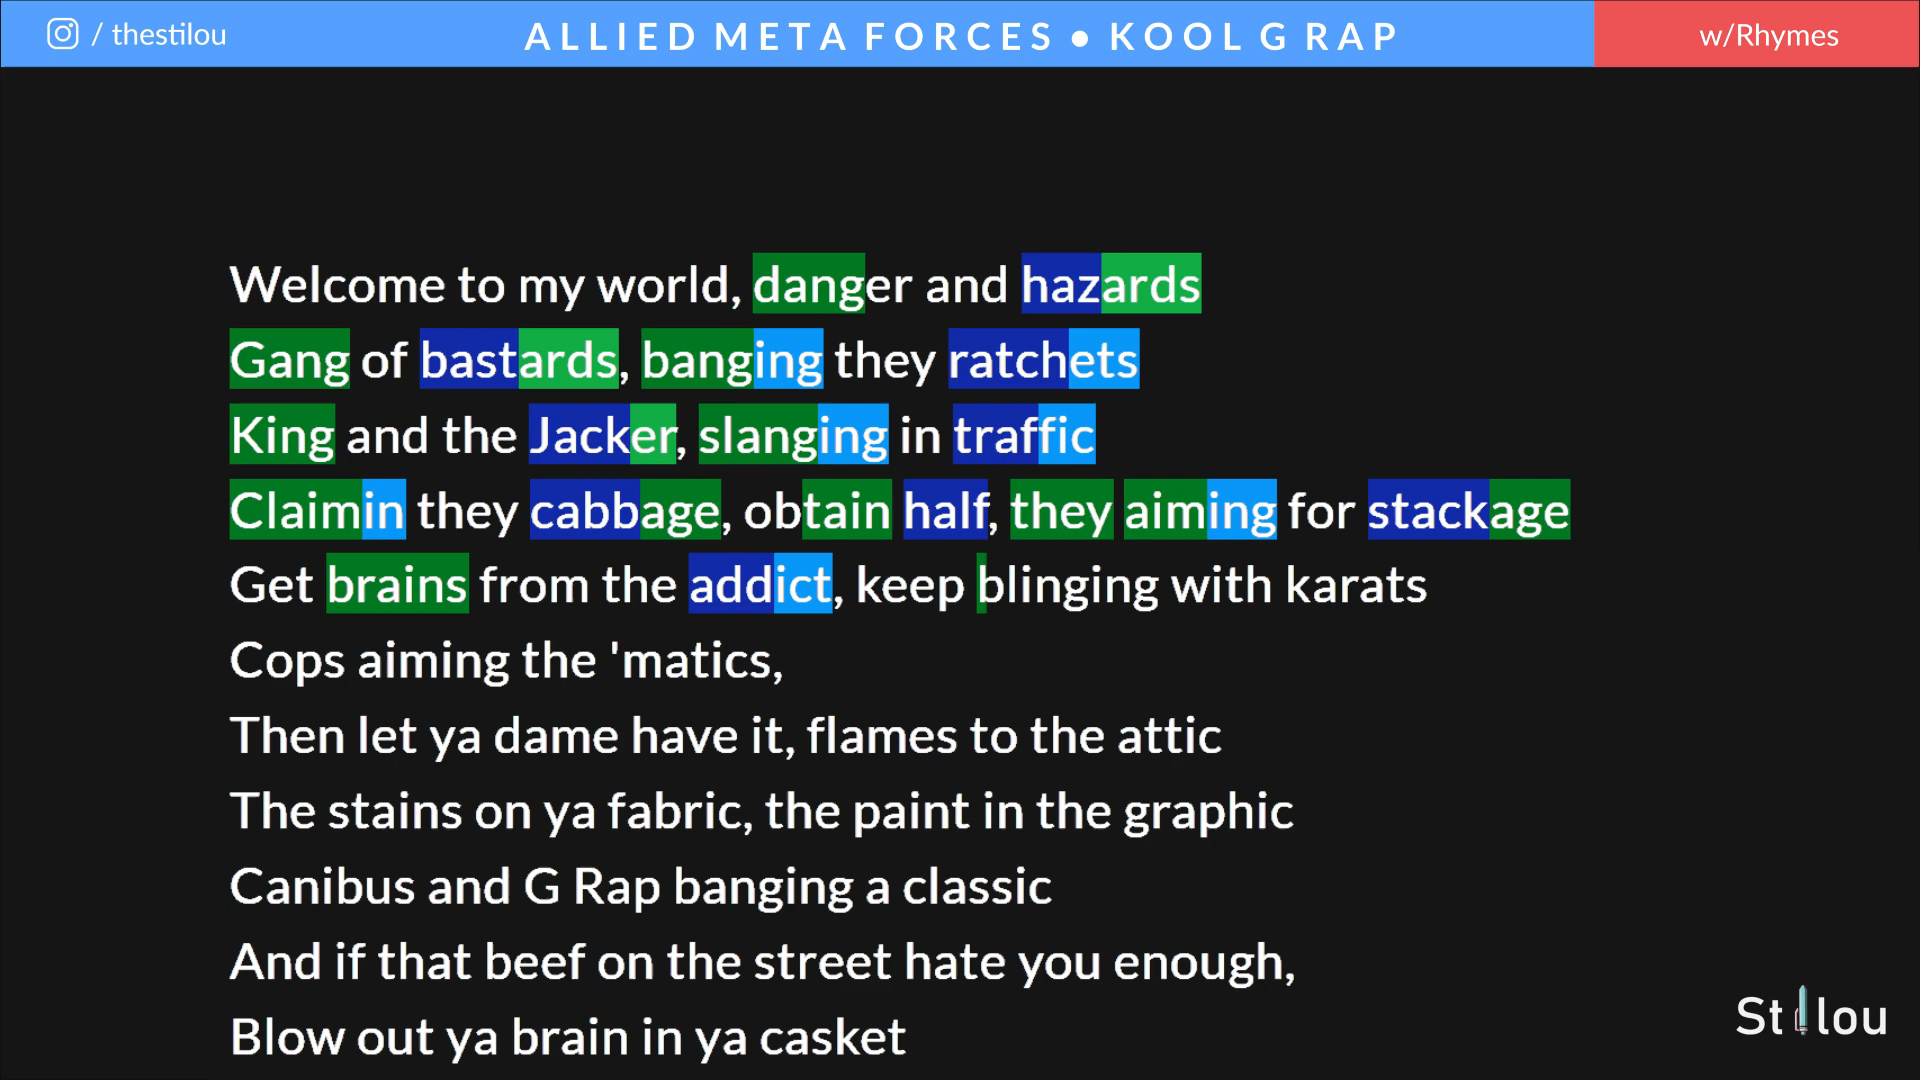 / thestilou
ALLIED META FORCES ● KOOL G RAP
w/Rhymes
Welcome to my world, danger and hazards
Gang of bastards, banging they ratchets
King and the Jacker, slanging in traffic
Claimin they cabbage, obtain half, they aiming for stackage
Get brains from the addict, keep blinging with karats
Cops aiming the 'matics,
Then let ya dame have it, flames to the attic
The stains on ya fabric, the paint in the graphic
Canibus and G Rap banging a classic
And if that beef on the street hate you enough,
Blow out ya brain in ya casket
Stilou